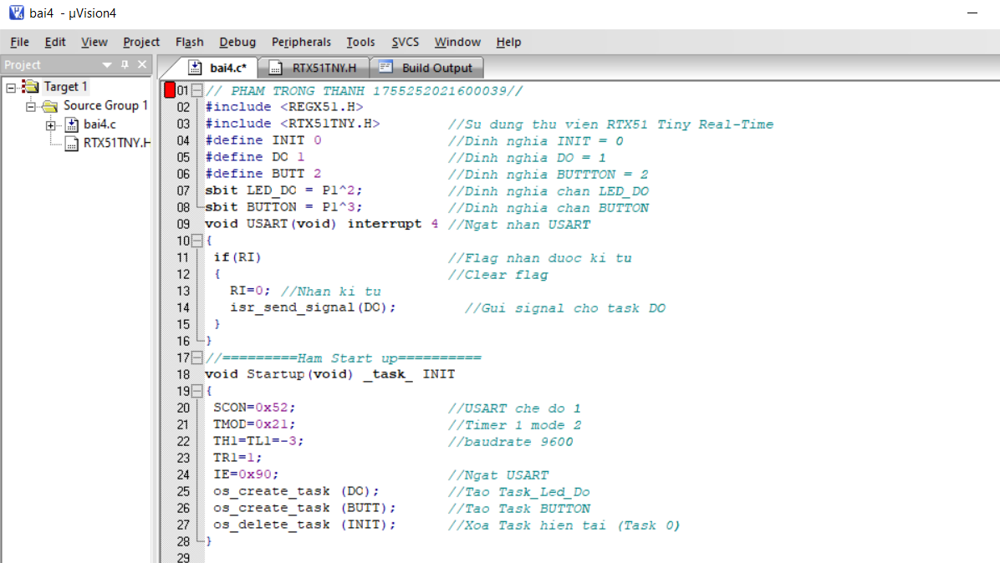 bai4 - µVision4
File Edit View Project Flash Debug Peripherals Tools SVCS Window Help
Project
bai4.c* RTX51TNY.H Build Output
Target 1
Source Group 1
bai4.c
RTX51TNY.H
01 // PHAM TRONG THANH 1755252021600039//
02 #include <REGX51.H>
03 #include <RTX51TNY.H> //Su dung thu vien RTX51 Tiny Real-Time
04 #define INIT 0 //Dinh nghia INIT = 0
05 #define DO 1 //Dinh nghia DO = 1
06 #define BUTT 2 //Dinh nghia BUTTTON = 2
07 sbit LED_DO = P1^2; //Dinh nghia chan LED_DO
08 sbit BUTTON = P1^3; //Dinh nghia chan BUTTON
09 void USART(void) interrupt 4 //Ngat nhan USART
10 {
11 if(RI) //Flag nhan duoc ki tu
12 { //Clear flag
13 RI=0; //Nhan ki tu
14 isr_send_signal(DO); //Gui signal cho task DO
15 }
16 }
17 //=========Ham Start up==========
18 void Startup(void) _task_ INIT
19 {
20 SCON=0x52; //USART che do 1
21 TMOD=0x21; //Timer 1 mode 2
22 TH1=TL1=-3; //baudrate 9600
23 TR1=1;
24 IE=0x90; //Ngat USART
25 os_create_task (DO); //Tao Task_Led_Do
26 os_create_task (BUTT); //Tao Task BUTTON
27 os_delete_task (INIT); //Xoa Task hien tai (Task 0)
28 }
29